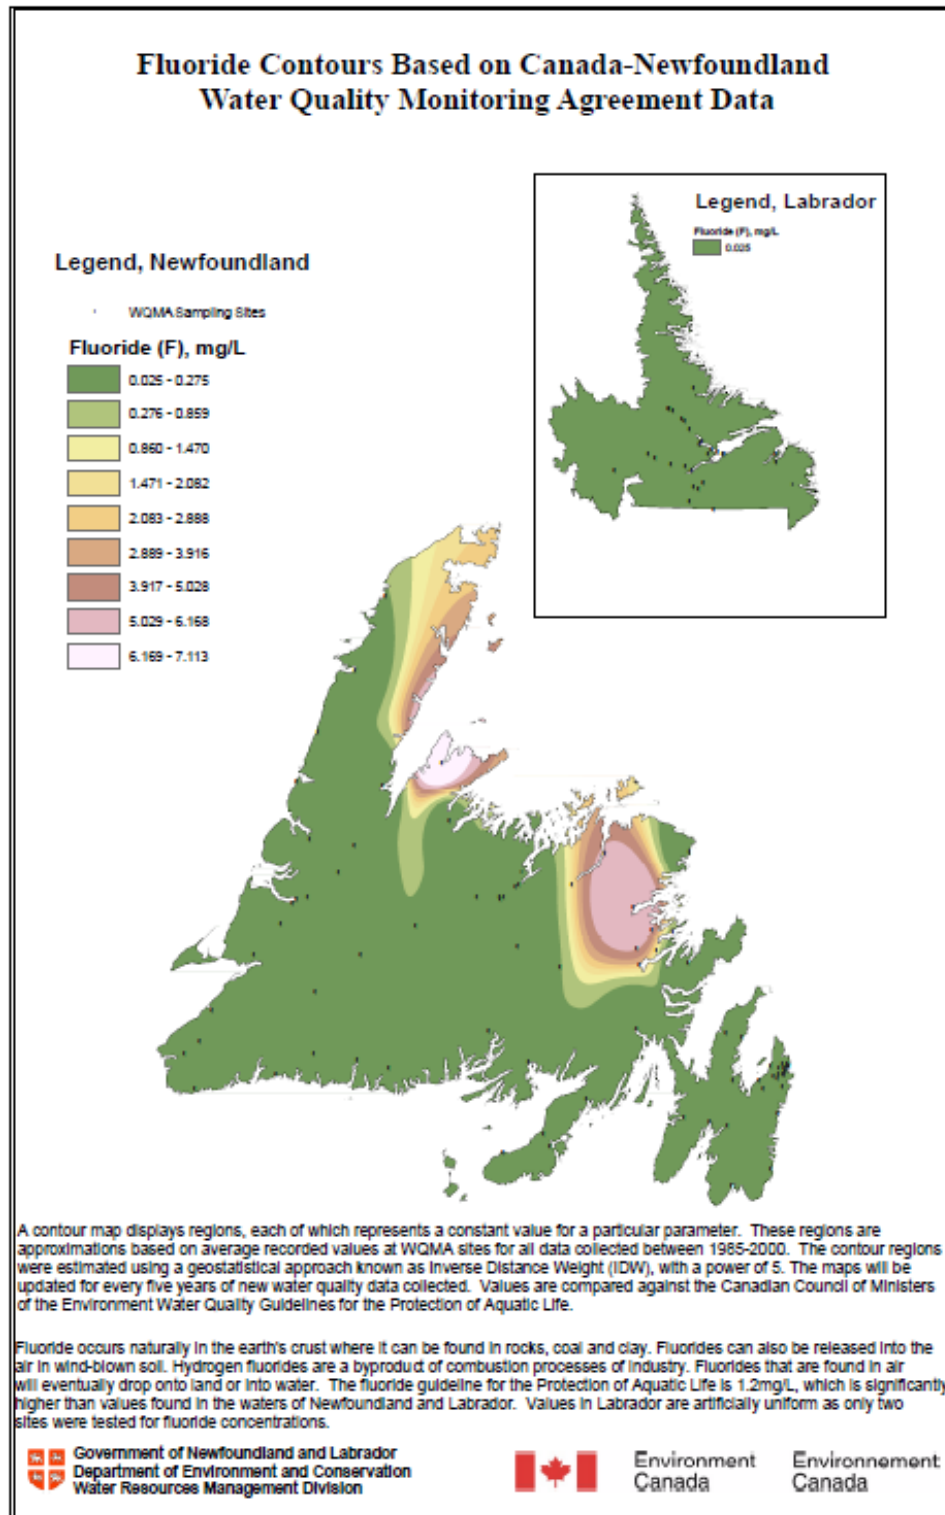 Fluoride Contours Based on Canada-Newfoundland
Water Quality Monitoring Agreement Data
Legend, Labrador
Fluoride (F), mg/L
0.025
Legend, Newfoundland
WQMA Sampling Sites
Fluoride (F), mg/L
0.025 - 0.275
0.276 - 0.859
0.860 - 1.470
1.471 - 2.082
2.083 - 2.888
2.889 - 3.916
3.917 - 5.028
5.029 - 6.168
6.169 - 7.113
A contour map displays regions, each of which represents a constant value for a particular parameter. These regions are
approximations based on average recorded values at WQMA sites for all data collected between 1985-2000. The contour regions
were estimated using a geostatistical approach known as Inverse Distance Weight (IDW), with a power of 5. The maps will be
updated for every five years of new water quality data collected. Values are compared against the Canadian Council of Ministers
of the Environment Water Quality Guidelines for the Protection of Aquatic Life.
Fluoride occurs naturally in the earth's crust where it can be found in rocks, coal and clay. Fluorides can also be released into the
air in wind-blown soil. Hydrogen fluorides are a byproduct of combustion processes of industry. Fluorides that are found in air
will eventually drop onto land or into water. The fluoride guideline for the Protection of Aquatic Life is 1.2mg/L, which is significantly
higher than values found in the waters of Newfoundland and Labrador. Values in Labrador are artificially uniform as only two
sites were tested for fluoride concentrations.
Government of Newfoundland and Labrador
Department of Environment and Conservation
Water Resources Management Division
Environment
Canada
Environnement
Canada